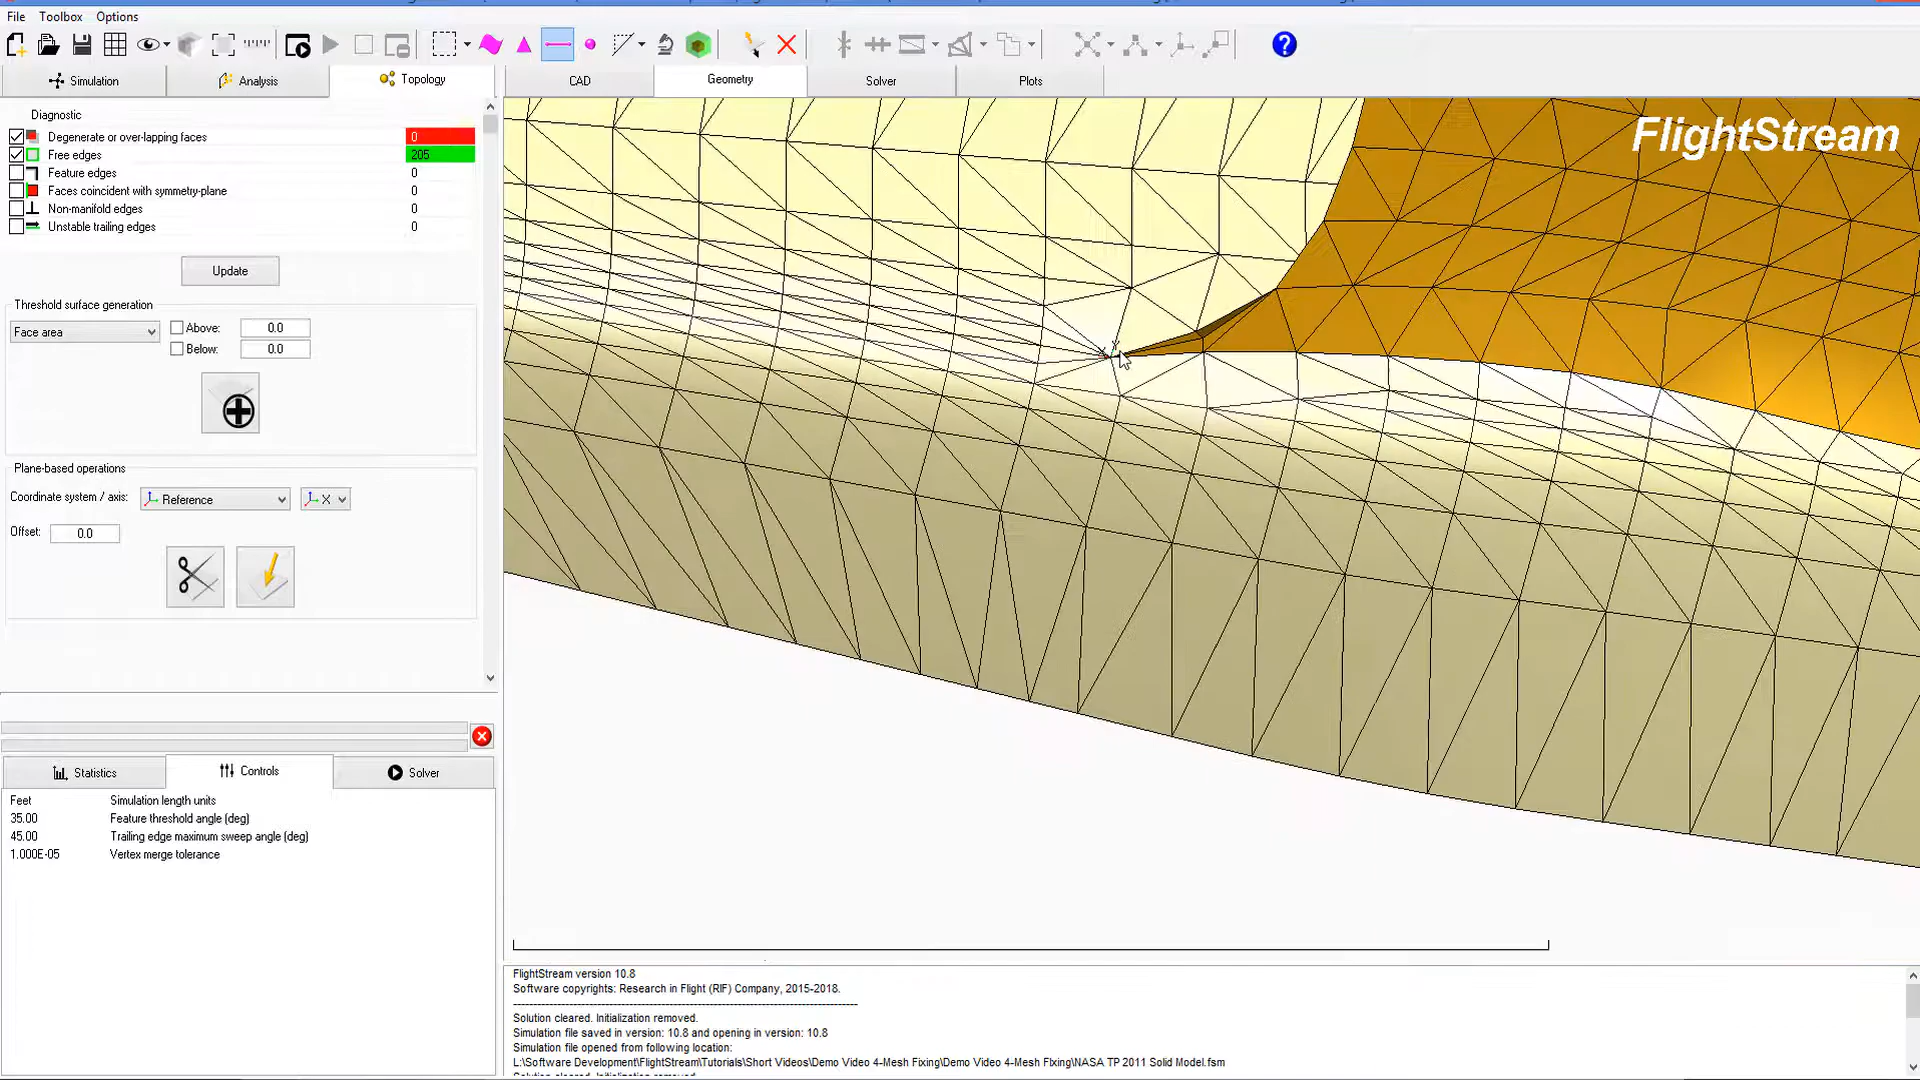 File Toolbox Options
Simulation Analysis Topology CAD Geometry Solver Plots
FlightStream
Diagnostic
Degenerate or over-lapping faces 0
Free edges 205
Feature edges 0
Faces coincident with symmetry-plane 0
Non-manifold edges 0
Unstable trailing edges 0
Update
Threshold surface generation
Face area Above: 0.0
Below: 0.0
Plane-based operations
Coordinate system / axis: Reference X
Offset: 0.0
Statistics Controls Solver
Feet Simulation length units
35.00 Feature threshold angle (deg)
45.00 Trailing edge maximum sweep angle (deg)
1.000E-05 Vertex merge tolerance
FlightStream version 10.8
Software copyrights: Research in Flight (RIF) Company, 2015-2018.
Solution cleared. Initialization removed.
Simulation file saved in version: 10.8 and opening in version: 10.8
Simulation file opened from following location:
L:\Software Development\FlightStream\Tutorials\Short Videos\Demo Video 4-Mesh Fixing\Demo Video 4-Mesh FIxing\NASA TP 2011 Solid Model.fsm